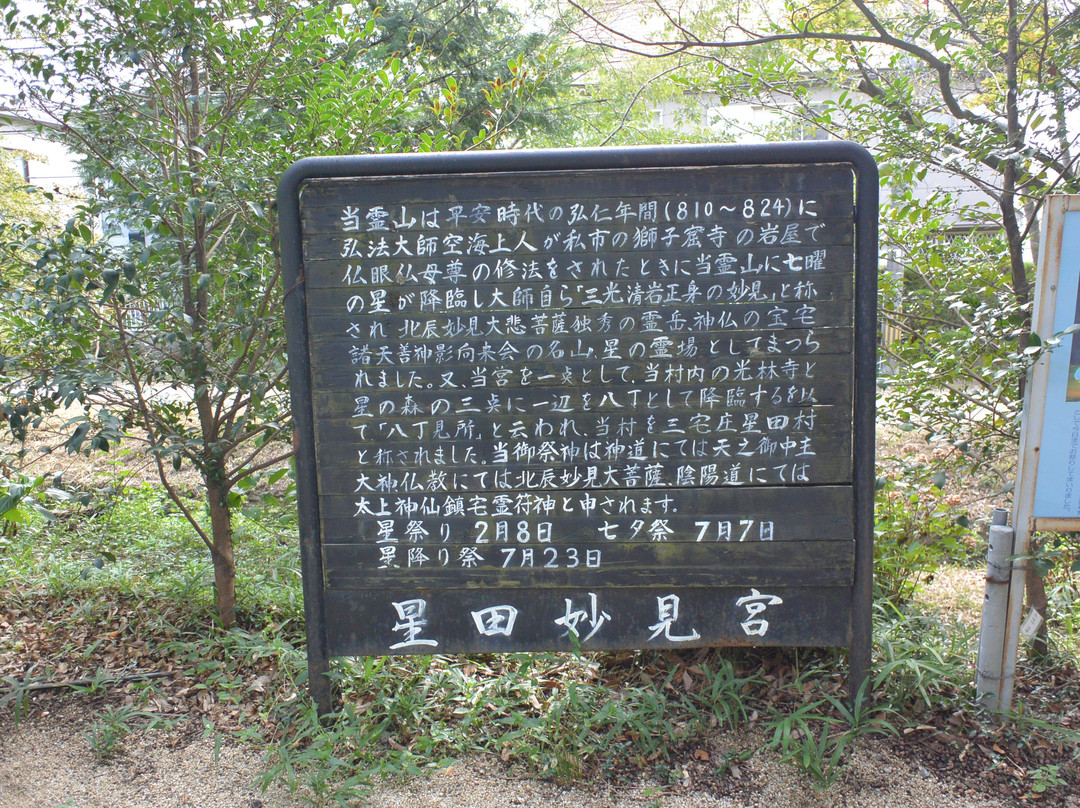 当霊山は平安時代の弘仁年間(810〜824)に
弘法大師空海上人が私市の獅子窟寺の岩屋で
仏眼仏母尊の修法をされたときに当霊山に七曜
の星が降臨し大師自ら「三光清岩正身の妙見」と称
され、北辰妙見大悲菩薩独秀の霊岳、神仏の宝宅
諸天善神影向来会の名山、星の霊場としてまつら
れました。又、当宮を一点として、当村内の光林寺と
星の森の三点に一辺を八丁として降臨するを以
て「八丁見所」と云われ、当村を三宅庄星田村
と称されました。当御祭神は神道にては天之御中主
大神仏教にては北辰妙見大菩薩、陰陽道にては
太上神仙鎮宅霊符神と申されます。
星祭り 2月8日 七夕祭 7月7日
星降り祭 7月23日
星田妙見宮